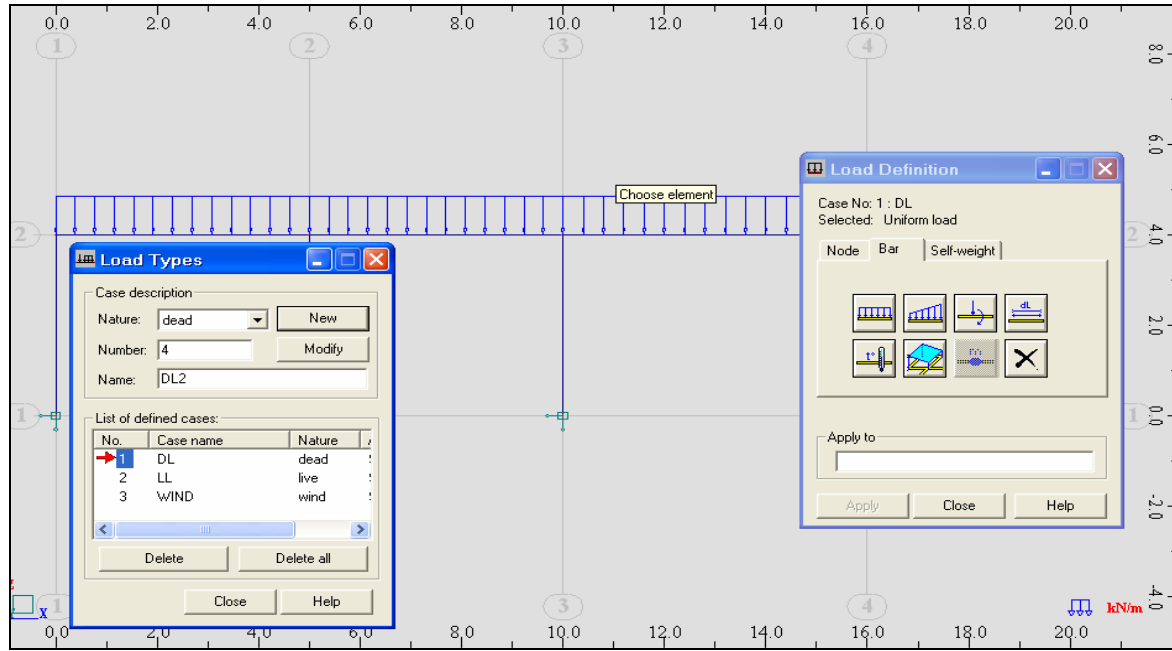 0.0 2.0 4.0 6.0 8.0 10.0 12.0 14.0 16.0 18.0 20.0
1 2 3 4
8.0
6.0
Choose element
2
2 4.0
Load Types
Case description
Nature: dead New
Number: 4 Modify
Name: DL2
List of defined cases:
No. Case name Nature
1 DL dead
2 LL live
3 WIND wind
Delete Delete all
Close Help
Load Definition
Case No: 1 : DL
Selected: Uniform load
Node Bar Self-weight
dL
t°
m
Apply to
Apply Close Help
2.0
1
1 0.0
-2.0
-4.0
X
1 3 4
kN/m
0.0 2.0 4.0 6.0 8.0 10.0 12.0 14.0 16.0 18.0 20.0